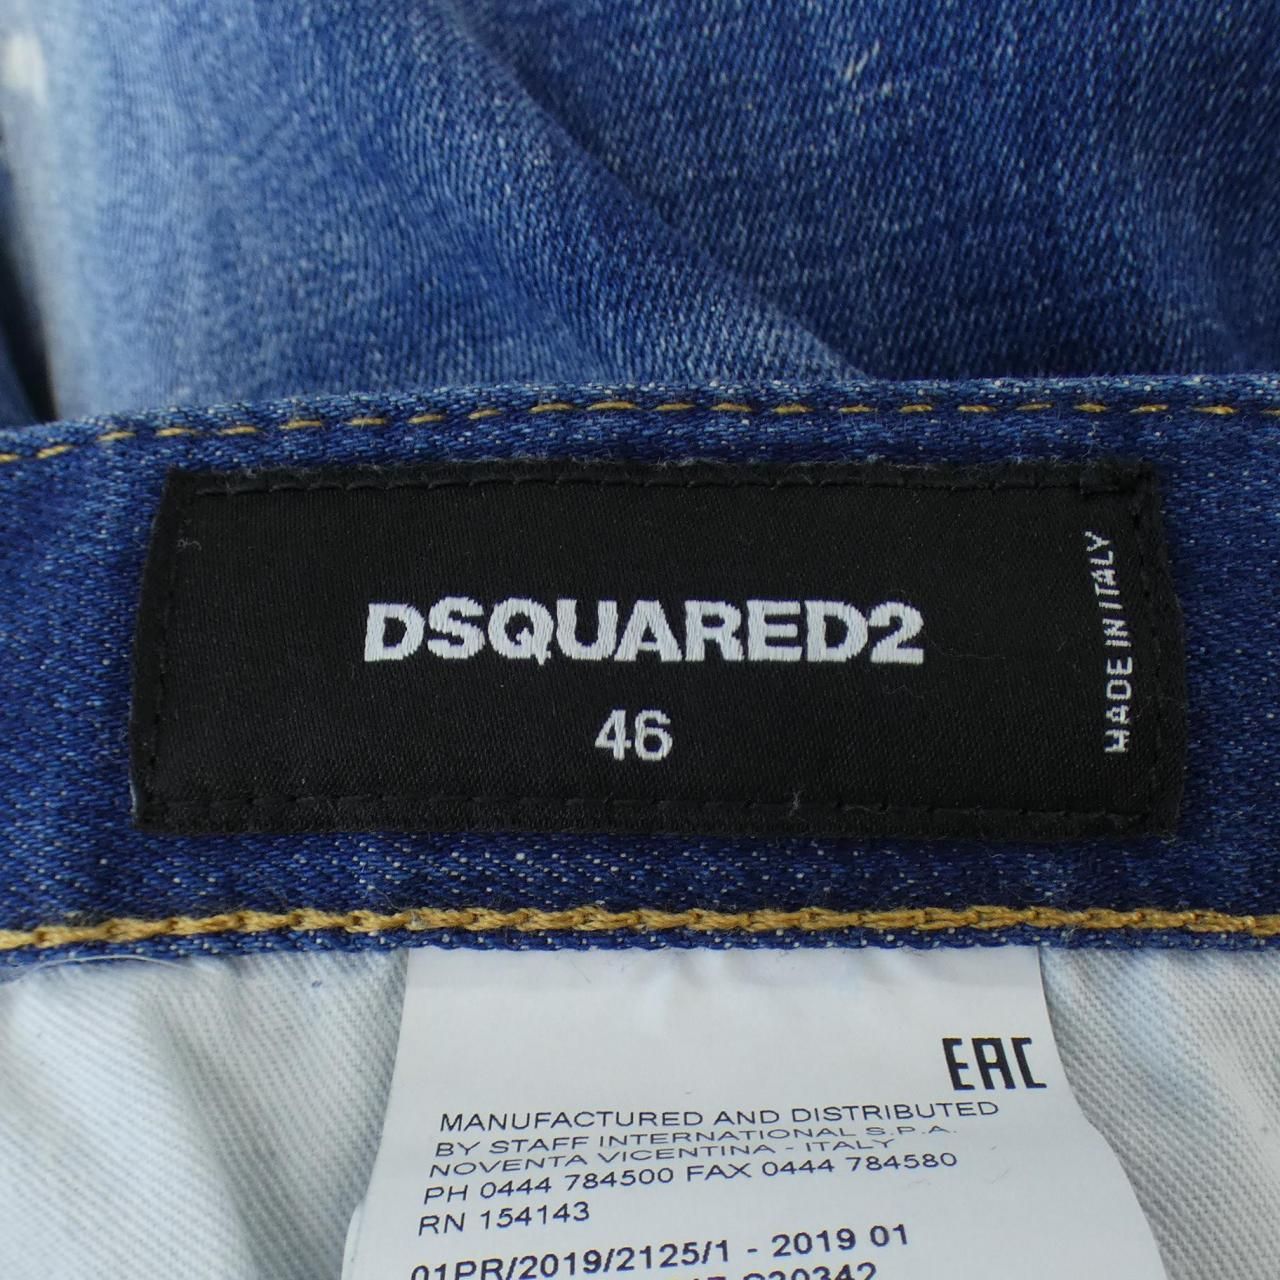 DSQUARED2
46
MADE IN ITALY
EAC
MANUFACTURED AND DISTRIBUTED
BY STAFF INTERNATIONAL S.P.A.
NOVENTA VICENTINA - ITALY
PH 0444 784500 FAX 0444 784580
RN 154143
01PR/2019/2125/1 - 2019 01